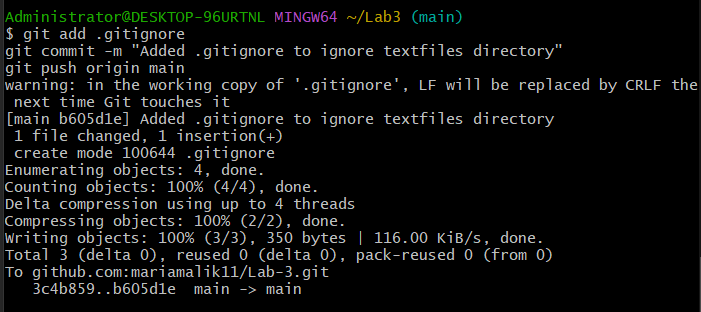 Administrator@DESKTOP-96URTNL MINGW64 ~/Lab3 (main)
$ git add .gitignore
git commit -m "Added .gitignore to ignore textfiles directory"
git push origin main
warning: in the working copy of '.gitignore', LF will be replaced by CRLF the
 next time Git touches it
[main b605d1e] Added .gitignore to ignore textfiles directory
 1 file changed, 1 insertion(+)
 create mode 100644 .gitignore
Enumerating objects: 4, done.
Counting objects: 100% (4/4), done.
Delta compression using up to 4 threads
Compressing objects: 100% (2/2), done.
Writing objects: 100% (3/3), 350 bytes | 116.00 KiB/s, done.
Total 3 (delta 0), reused 0 (delta 0), pack-reused 0 (from 0)
To github.com:mariamalik11/Lab-3.git
   3c4b859..b605d1e  main -> main